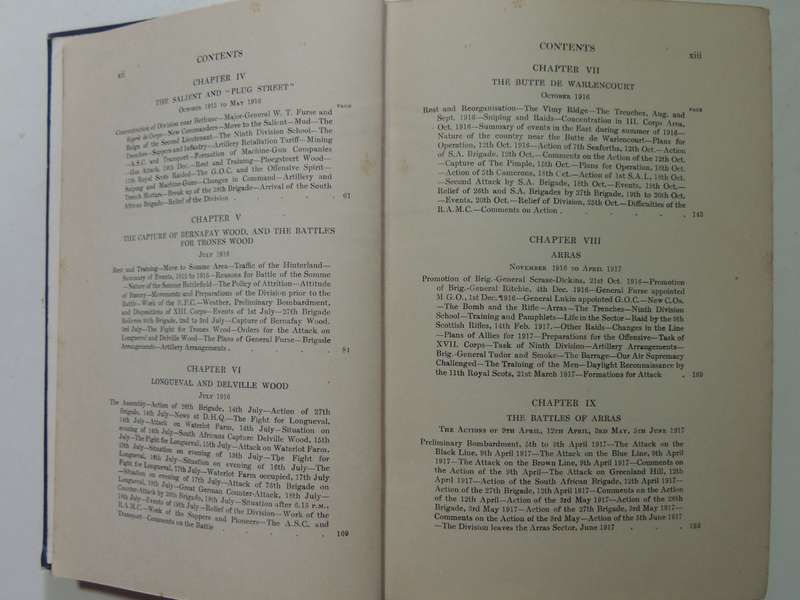 xii
CONTENTS
CHAPTER IV
THE SALIENT AND "PLUG STREET"
OCTOBER 1915 TO MAY 1916
PAGE
Concentration of Division near Bethune—Major-General W. T. Furse and
Esprit de Corps—New Commanders—Move to the Salient—Mud—The
Reign of the Second Lieutenant—The Ninth Division School—The
Trenches—Sappers and Infantry—Artillery Retaliation Tariff—Mining
—A.S.C. and Transport—Formation of Machine-Gun Companies
—Gas Attack, 19th Dec.—Rest and Training—Ploegsteert Wood—
11th Royal Scots Raided—The G.O.C. and the Offensive Spirit—
Sniping and Machine-Guns—Changes in Command—Artillery and
Trench Mortars—Break up of the 28th Brigade—Arrival of the South
African Brigade—Relief of the Division . . . . 61
CHAPTER V
THE CAPTURE OF BERNAFAY WOOD, AND THE BATTLES
FOR TRONES WOOD
JULY 1916
Rest and Training—Move to Somme Area—Traffic of the Hinterland—
Summary of Events, 1915 to 1916—Reasons for Battle of the Somme
—Nature of the Somme Battlefield—The Policy of Attrition—Attitude
of Enemy—Movements and Preparations of the Division prior to the
Battle—Work of the R.F.C.—Weather, Preliminary Bombardment,
and Dispositions of XIII. Corps—Events of 1st July—27th Brigade
Relieves 90th Brigade, 2nd to 3rd July—Capture of Bernafay Wood,
3rd July—The Fight for Trones Wood—Orders for the Attack on
Longueval and Delville Wood—The Plans of General Furse—Brigade
Arrangements—Artillery Arrangements . . . . 84
CHAPTER VI
LONGUEVAL AND DELVILLE WOOD
JULY 1916
The Assembly—Action of 26th Brigade, 14th July—Action of 27th
Brigade, 14th July—News at D.H.Q.—The Fight for Longueval,
14th July—Attack on Waterlot Farm, 14th July—Situation on
evening of 14th July—South Africans Capture Delville Wood, 15th
July—The Fight for Longueval, 15th July—Attack on Waterlot Farm,
15th July—Situation on evening of 15th July—The Fight for
Longueval, 16th July—Situation on evening of 16th July—The
Fight for Longueval, 17th July—Waterlot Farm occupied, 17th July
—Situation on evening of 17th July—Attack of 76th Brigade on
Longueval, 18th July—Great German Counter-Attack, 18th July—
Counter-Attack by 26th Brigade, 18th July—Situation after 6.15 P.M.,
18th July—Events of 19th July—Relief of the Division—Work of the
R.A.M.C.—Work of the Sappers and Pioneers—The A.S.C. and
Transport—Comments on the Battle . . . . 109
CONTENTS
xiii
CHAPTER VII
THE BUTTE DE WARLENCOURT
OCTOBER 1916
PAGE
Rest and Reorganisation—The Vimy Ridge—The Trenches, Aug. and
Sept. 1916—Sniping and Raids—Concentration in III. Corps Area,
Oct. 1916—Summary of events in the East during summer of 1916—
Nature of the country near the Butte de Warlencourt—Plans for
Operation, 12th Oct. 1916—Action of 7th Seaforths, 12th Oct.—Action
of S.A. Brigade, 12th Oct.—Comments on the Action of the 12th Oct.
—Capture of The Pimple, 15th Oct.—Plans for Operation, 18th Oct.
—Action of 5th Camerons, 18th Oct.—Action of 1st S.A.I., 18th Oct.
—Second Attack by S.A. Brigade, 18th Oct.—Events, 19th Oct.—
Relief of 26th and S.A. Brigades by 27th Brigade, 19th to 20th Oct.
—Events, 20th Oct.—Relief of Division, 25th Oct.—Difficulties of the
R.A.M.C.—Comments on Action . . . . 145
CHAPTER VIII
ARRAS
NOVEMBER 1916 TO APRIL 1917
Promotion of Brig.-General Scrase-Dickins, 21st Oct. 1916—Promotion
of Brig.-General Ritchie, 4th Dec. 1916—General Furse appointed
M G.O., 1st Dec. 1916—General Lukin appointed G.O.C.—New C.Os.
—The Bomb and the Rifle—Arras—The Trenches—Ninth Division
School—Training and Pamphlets—Life in the Sector—Raid by the 9th
Scottish Rifles, 14th Feb. 1917.—Other Raids—Changes in the Line
—Plans of Allies for 1917—Preparations for the Offensive—Task of
XVII. Corps—Task of Ninth Division—Artillery Arrangements—
Brig.-General Tudor and Smoke—The Barrage—Our Air Supremacy
Challenged—The Training of the Men—Daylight Reconnaissance by
the 11th Royal Scots, 21st March 1917—Formations for Attack . 169
CHAPTER IX
THE BATTLES OF ARRAS
THE ACTIONS OF 9TH APRIL, 12TH APRIL, 3RD MAY, 5TH JUNE 1917
Preliminary Bombardment, 5th to 8th April 1917—The Attack on the
Black Line, 9th April 1917—The Attack on the Blue Line, 9th April
1917—The Attack on the Brown Line, 9th April 1917—Comments on
the Action of the 9th April—The Attack on Greenland Hill, 12th
April 1917—Action of the South African Brigade, 12th April 1917—
Action of the 27th Brigade, 12th April 1917—Comments on the Action
of the 12th April—Action of the 3rd May 1917—Action of the 26th
Brigade, 3rd May 1917—Action of the 27th Brigade, 3rd May 1917—
Comments on the Action of the 3rd May—Action of the 5th June 1917
—The Division leaves the Arras Sector, June 1917 . . .